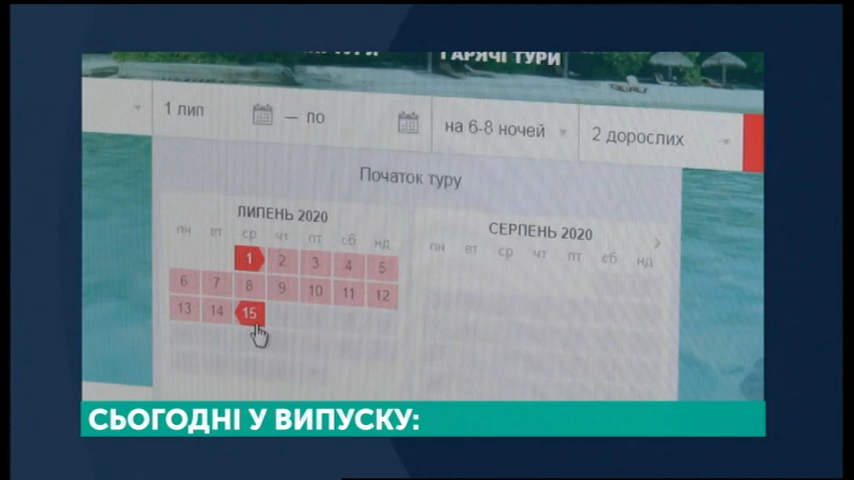 ГАРЯЧІ ТУРИ
1 лип — по на 6-8 ночей 2 дорослих
Початок туру
ЛИПЕНЬ 2020 СЕРПЕНЬ 2020
пн вт ср чт пт сб нд пн вт ср чт пт сб нд
1 2 3 4 5
6 7 8 9 10 11 12
13 14 15
СЬОГОДНІ У ВИПУСКУ: